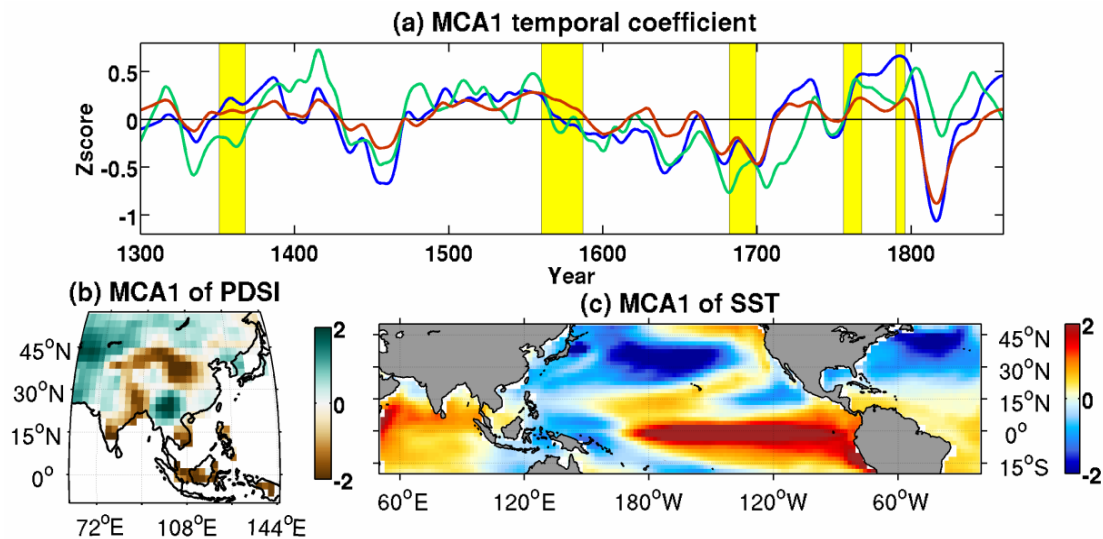 (a) MCA1 temporal coefficient
Zscore
0.5
0
-0.5
-1
1300 1400 1500 1600 1700 1800
Year
(b) MCA1 of PDSI
45°N
30°N
15°N
0°
72°E 108°E 144°E
2
0
-2
(c) MCA1 of SST
45°N
30°N
15°N
0°
15°S
60°E 120°E 180°W 120°W 60°W
2
0
-2